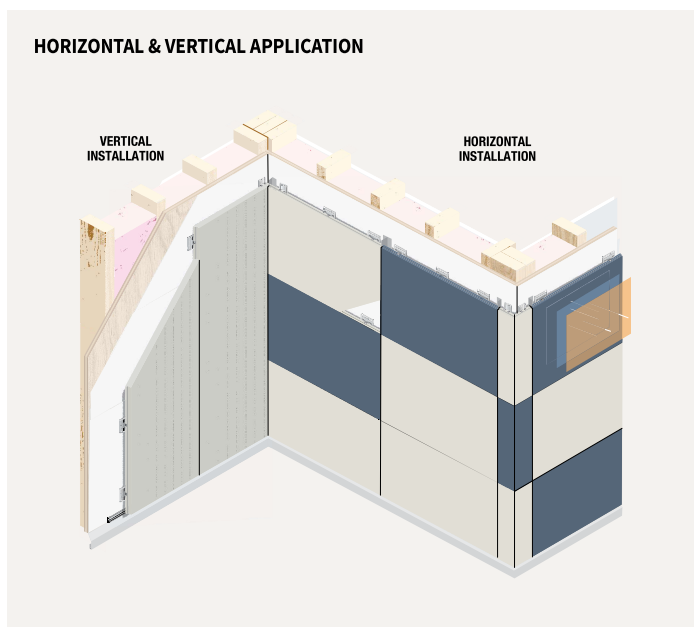 HORIZONTAL & VERTICAL APPLICATION
VERTICAL
INSTALLATION
HORIZONTAL
INSTALLATION